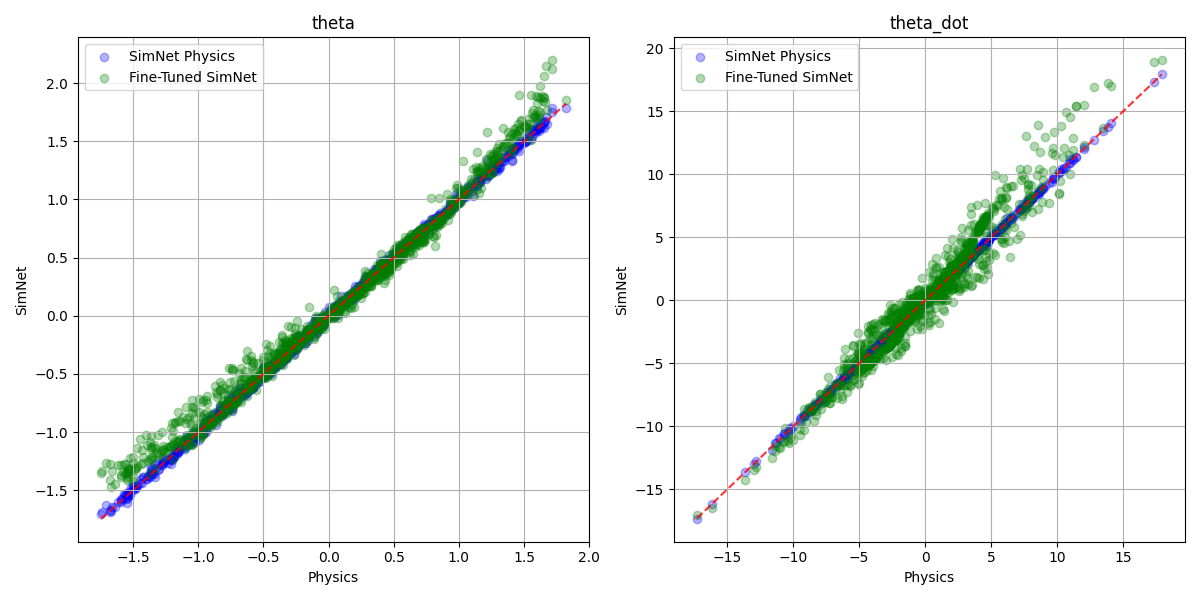 theta
SimNet Physics
Fine-Tuned SimNet
2.0
1.5
1.0
0.5
0.0
−0.5
−1.0
−1.5
SimNet
−1.5 −1.0 −0.5 0.0 0.5 1.0 1.5 2.0
Physics
theta_dot
SimNet Physics
Fine-Tuned SimNet
20
15
10
5
0
−5
−10
−15
SimNet
−15 −10 −5 0 5 10 15
Physics